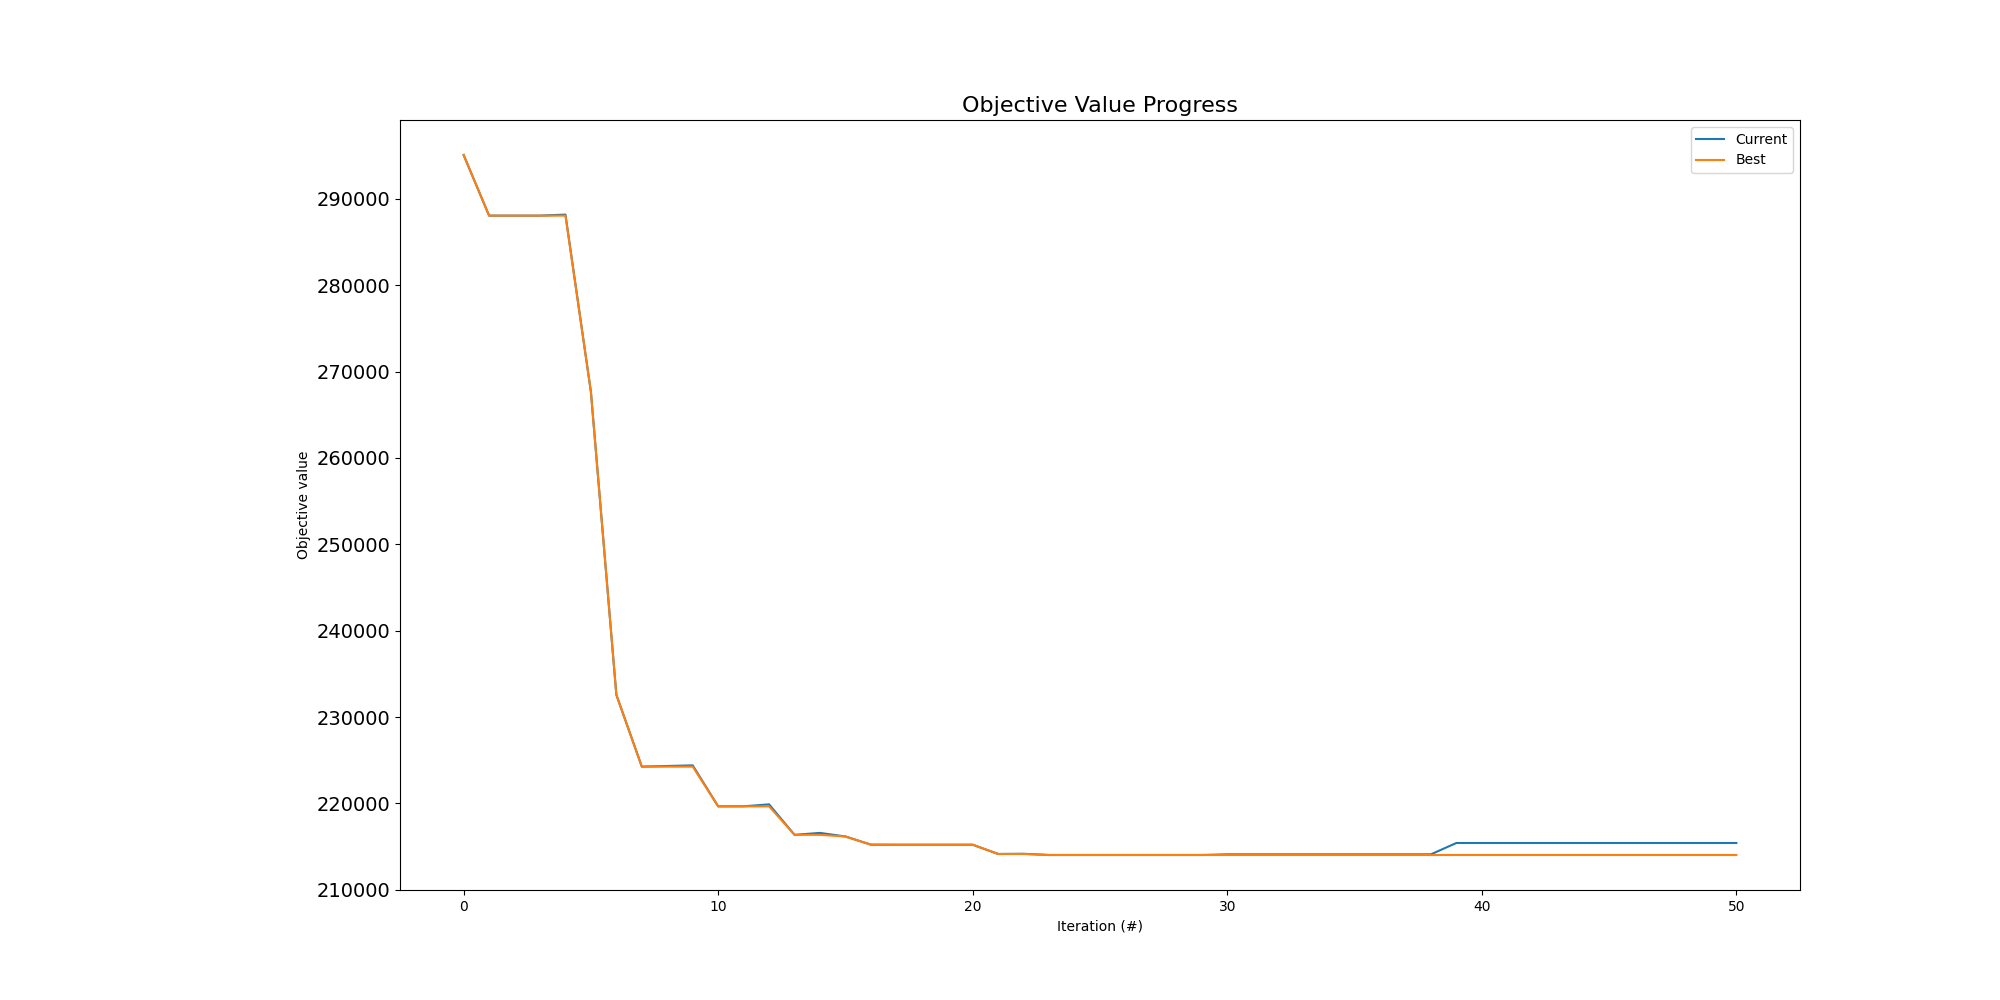 Objective Value Progress
Current
Best
290000
280000
270000
260000
250000
240000
230000
220000
210000
Objective value
0 10 20 30 40 50
Iteration (#)